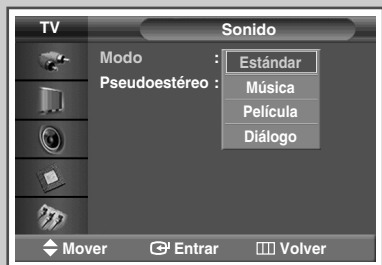 TV Sonido
Modo : Estándar
Pseudoestéreo : Música
Película
Diálogo
Mover Entrar Volver